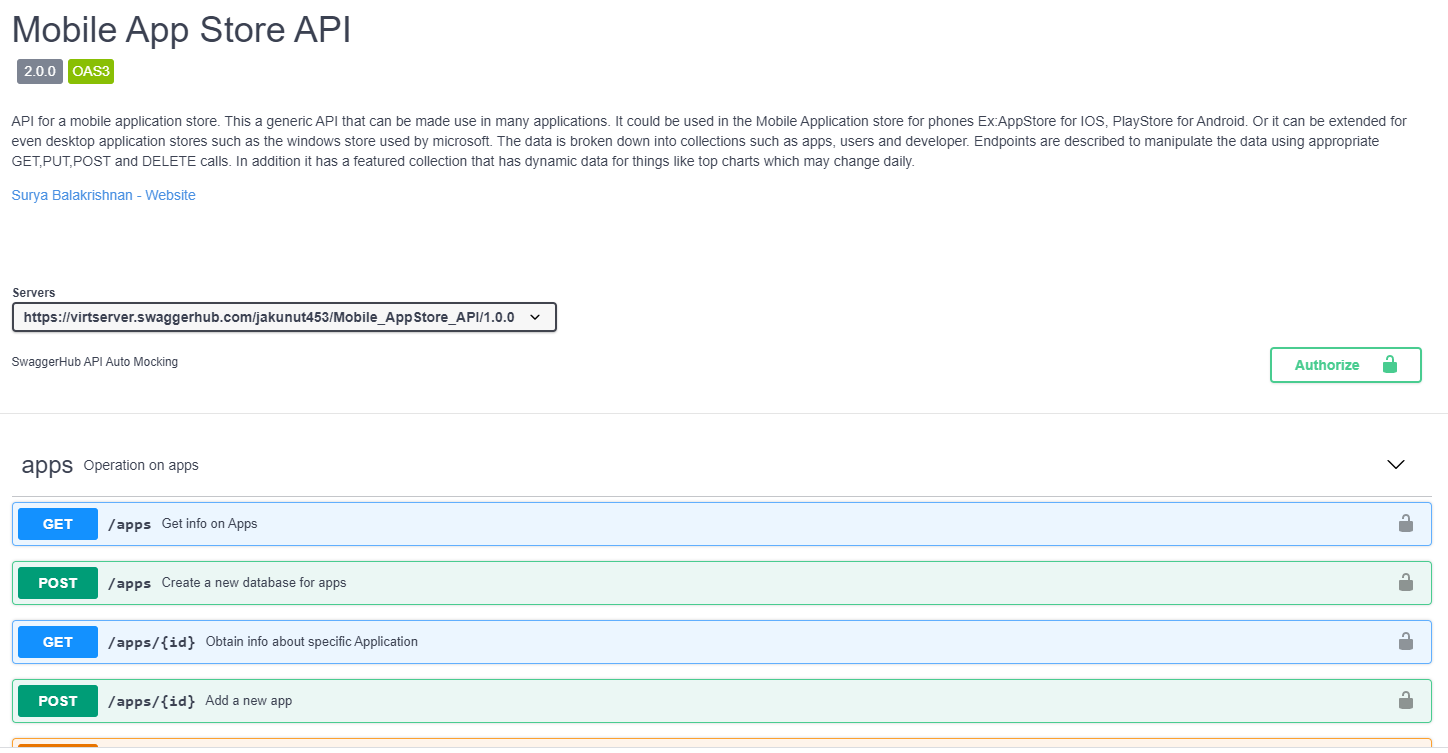 Mobile App Store API
2.0.0 OAS3
API for a mobile application store. This a generic API that can be made use in many applications. It could be used in the Mobile Application store for phones Ex:AppStore for IOS, PlayStore for Android. Or it can be extended for
even desktop application stores such as the windows store used by microsoft. The data is broken down into collections such as apps, users and developer. Endpoints are described to manipulate the data using appropriate
GET,PUT,POST and DELETE calls. In addition it has a featured collection that has dynamic data for things like top charts which may change daily.
Surya Balakrishnan - Website
Servers
https://virtserver.swaggerhub.com/jakunut453/Mobile_AppStore_API/1.0.0
SwaggerHub API Auto Mocking
Authorize
apps Operation on apps
GET /apps Get info on Apps
POST /apps Create a new database for apps
GET /apps/{id} Obtain info about specific Application
POST /apps/{id} Add a new app